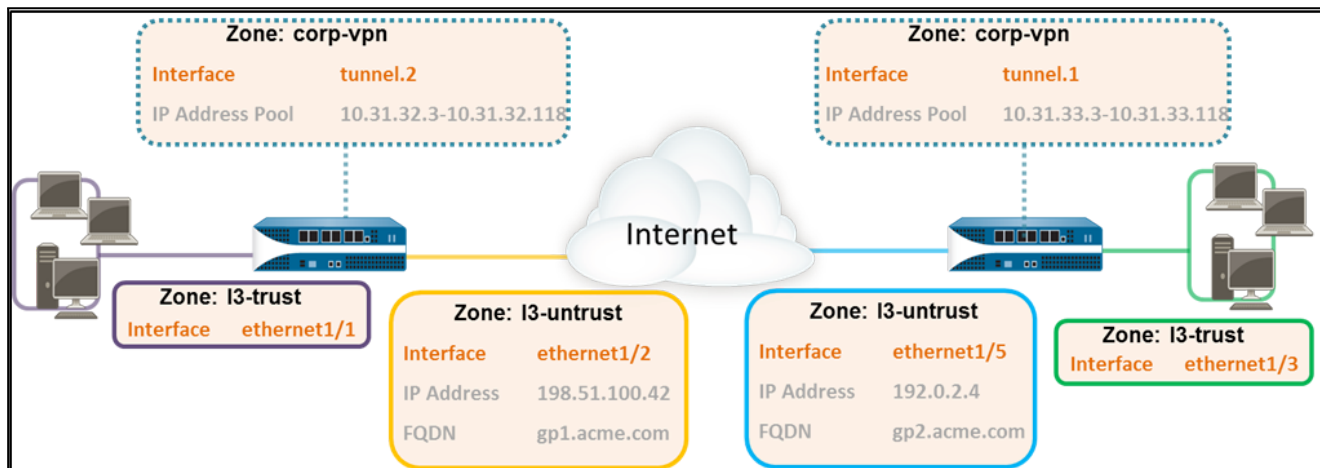 Zone: corp-vpn
Interface tunnel.2
IP Address Pool 10.31.32.3-10.31.32.118
Zone: corp-vpn
Interface tunnel.1
IP Address Pool 10.31.33.3-10.31.33.118
Internet
Zone: l3-trust
Interface ethernet1/1
Zone: l3-untrust
Interface ethernet1/2
IP Address 198.51.100.42
FQDN gp1.acme.com
Zone: l3-untrust
Interface ethernet1/5
IP Address 192.0.2.4
FQDN gp2.acme.com
Zone: l3-trust
Interface ethernet1/3